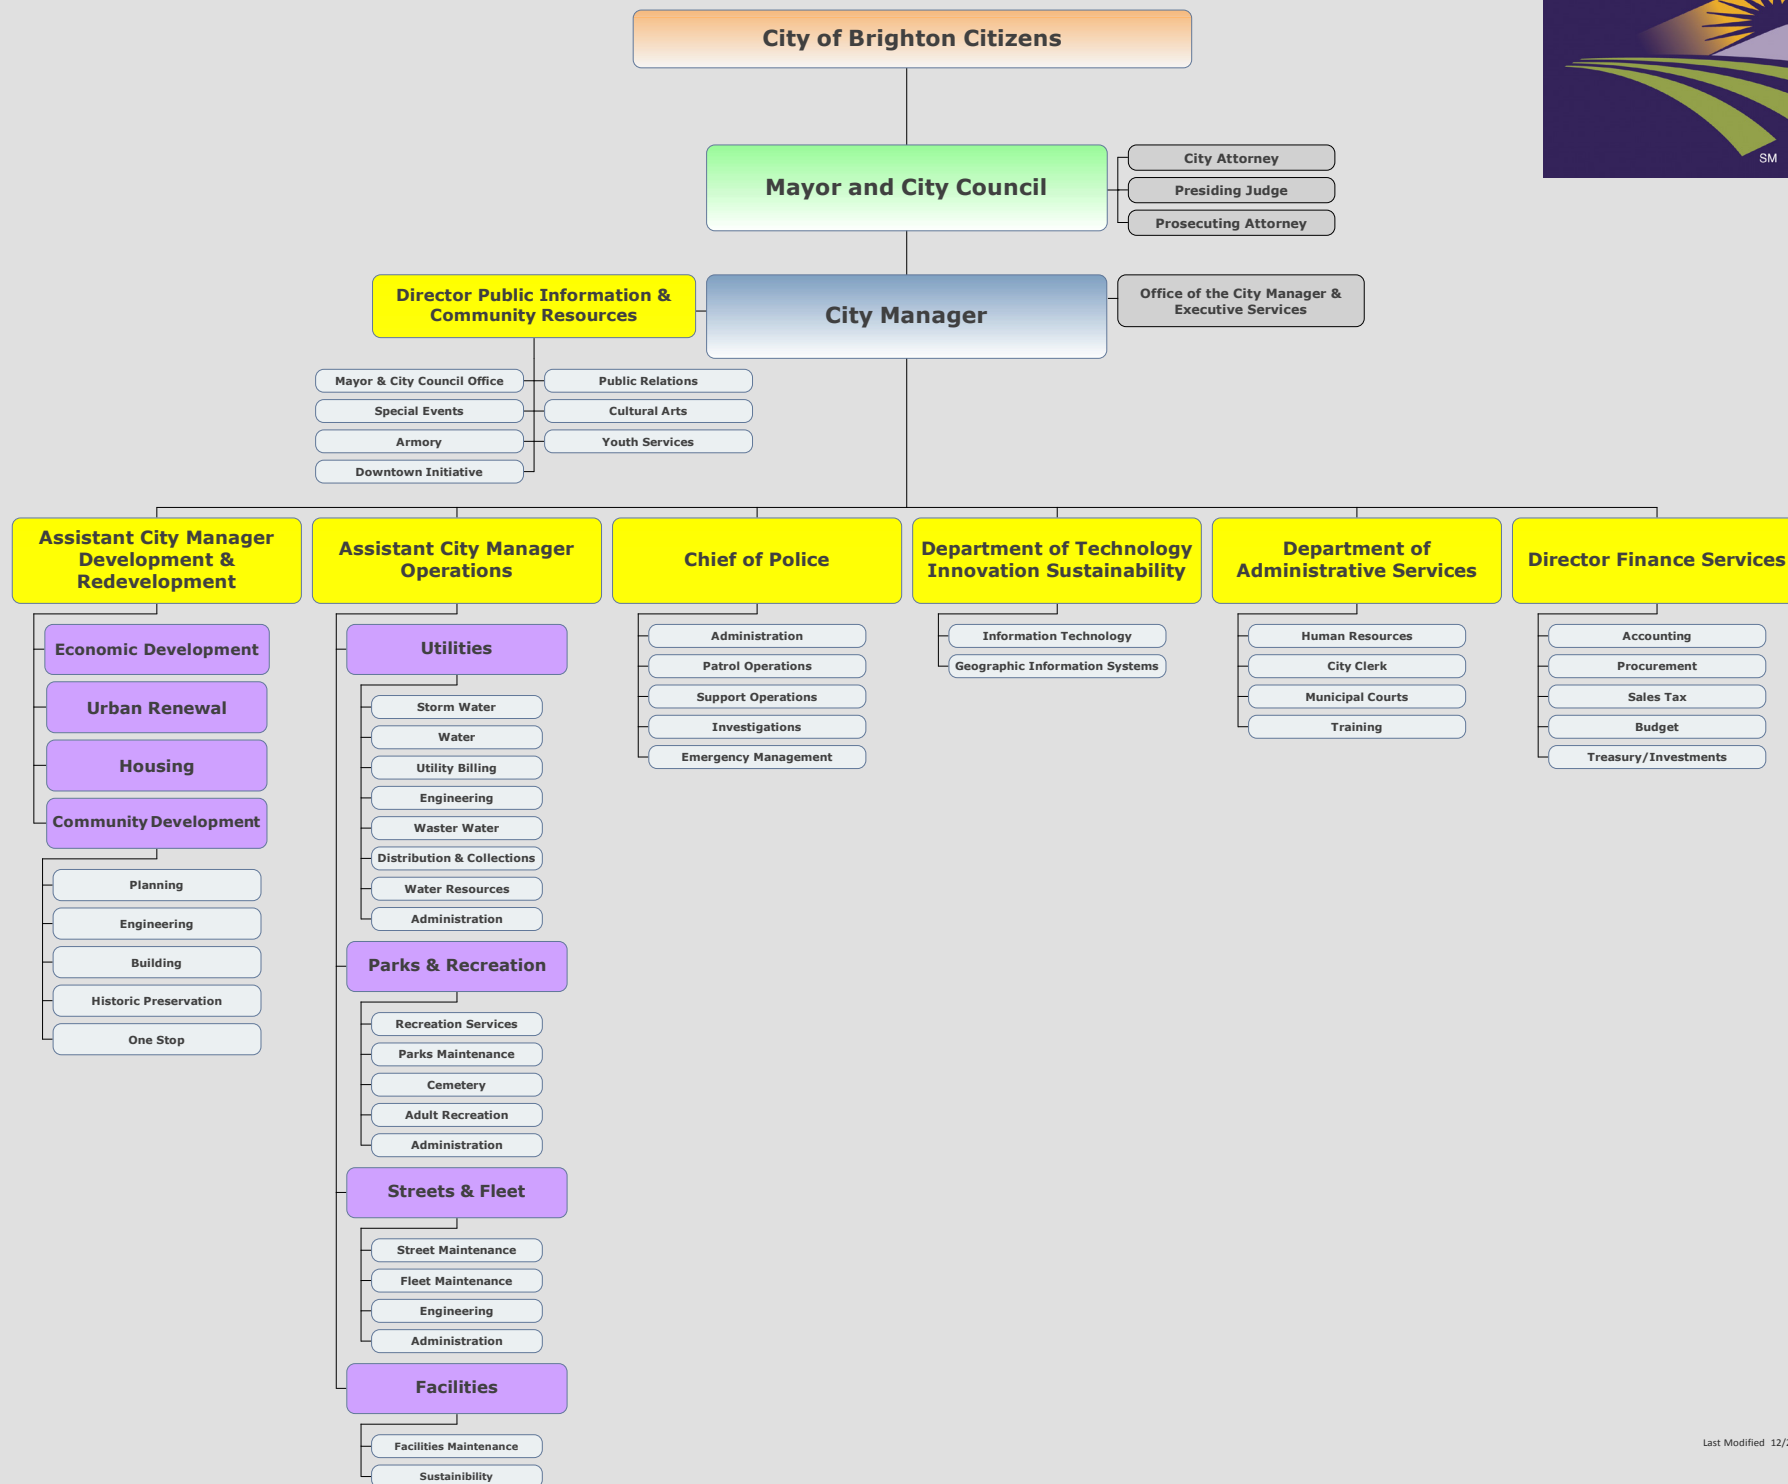 City of Brighton Citizens
SM
Mayor and City Council
City Attorney
Presiding Judge
Prosecuting Attorney
Director Public Information &
Community Resources
City Manager
Office of the City Manager &
Executive Services
Mayor & City Council Office
Public Relations
Special Events
Cultural Arts
Armory
Youth Services
Downtown Initiative
Assistant City Manager
Development &
Redevelopment
Economic Development
Urban Renewal
Housing
Community Development
Planning
Engineering
Building
Historic Preservation
One Stop
Assistant City Manager
Operations
Utilities
Storm Water
Water
Utility Billing
Engineering
Waster Water
Distribution & Collections
Water Resources
Administration
Parks & Recreation
Recreation Services
Parks Maintenance
Cemetery
Adult Recreation
Administration
Streets & Fleet
Street Maintenance
Fleet Maintenance
Engineering
Administration
Facilities
Facilities Maintenance
Sustainibility
Chief of Police
Administration
Patrol Operations
Support Operations
Investigations
Emergency Management
Department of Technology
Innovation Sustainability
Information Technology
Geographic Information Systems
Department of
Administrative Services
Human Resources
City Clerk
Municipal Courts
Training
Director Finance Services
Accounting
Procurement
Sales Tax
Budget
Treasury/Investments
Last Modified 12/